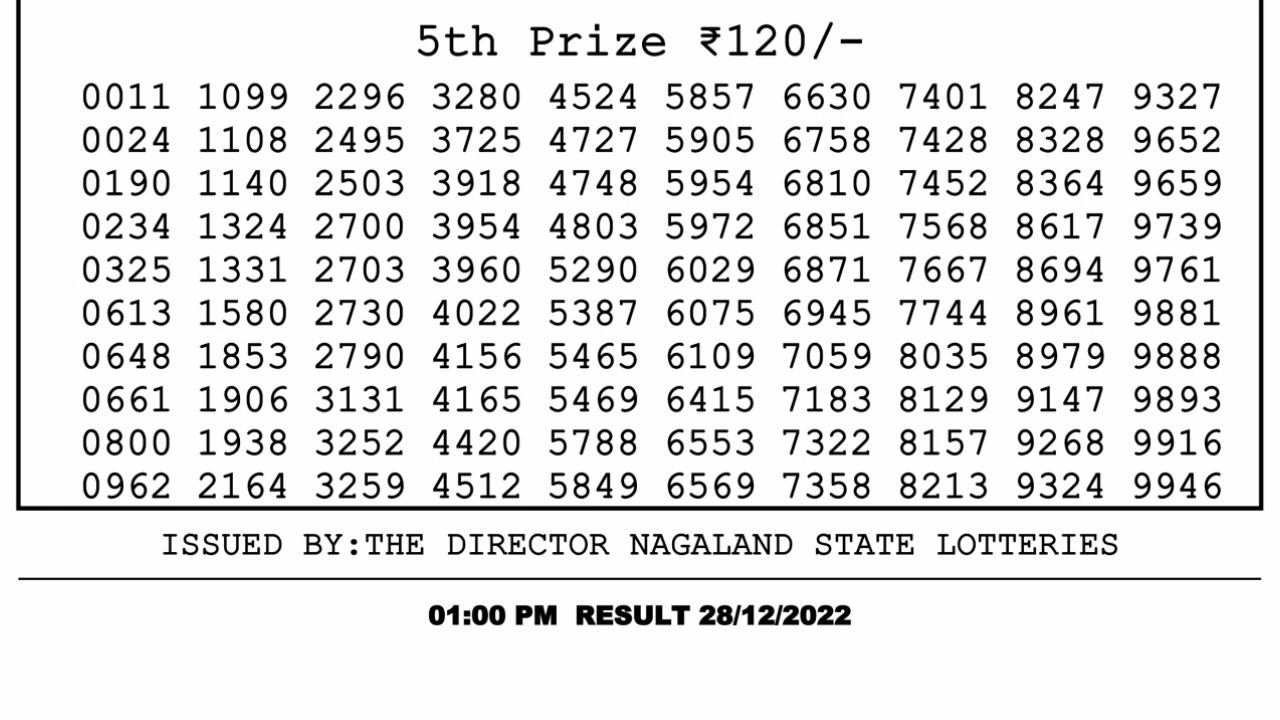 5th Prize ₹120/-
0011 1099 2296 3280 4524 5857 6630 7401 8247 9327
0024 1108 2495 3725 4727 5905 6758 7428 8328 9652
0190 1140 2503 3918 4748 5954 6810 7452 8364 9659
0234 1324 2700 3954 4803 5972 6851 7568 8617 9739
0325 1331 2703 3960 5290 6029 6871 7667 8694 9761
0613 1580 2730 4022 5387 6075 6945 7744 8961 9881
0648 1853 2790 4156 5465 6109 7059 8035 8979 9888
0661 1906 3131 4165 5469 6415 7183 8129 9147 9893
0800 1938 3252 4420 5788 6553 7322 8157 9268 9916
0962 2164 3259 4512 5849 6569 7358 8213 9324 9946
ISSUED BY:THE DIRECTOR NAGALAND STATE LOTTERIES
01:00 PM RESULT 28/12/2022